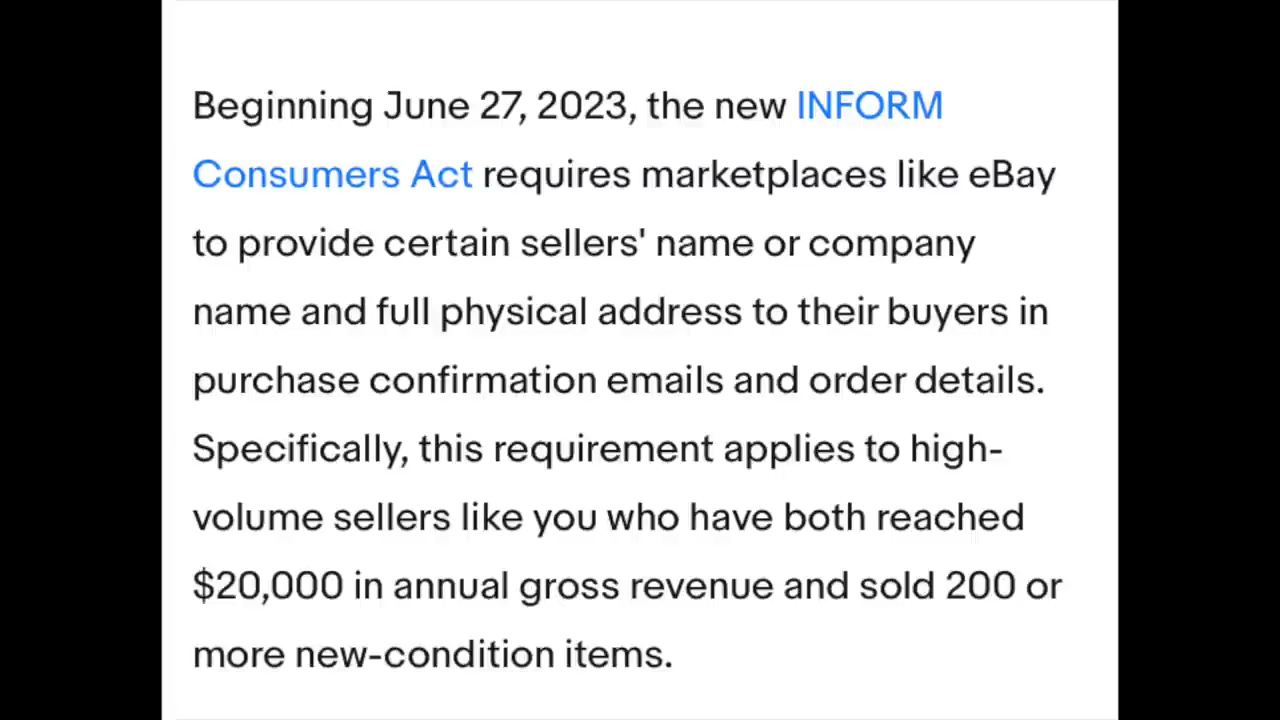 Beginning June 27, 2023, the new INFORM
Consumers Act requires marketplaces like eBay
to provide certain sellers' name or company
name and full physical address to their buyers in
purchase confirmation emails and order details.
Specifically, this requirement applies to high-
volume sellers like you who have both reached
$20,000 in annual gross revenue and sold 200 or
more new-condition items.